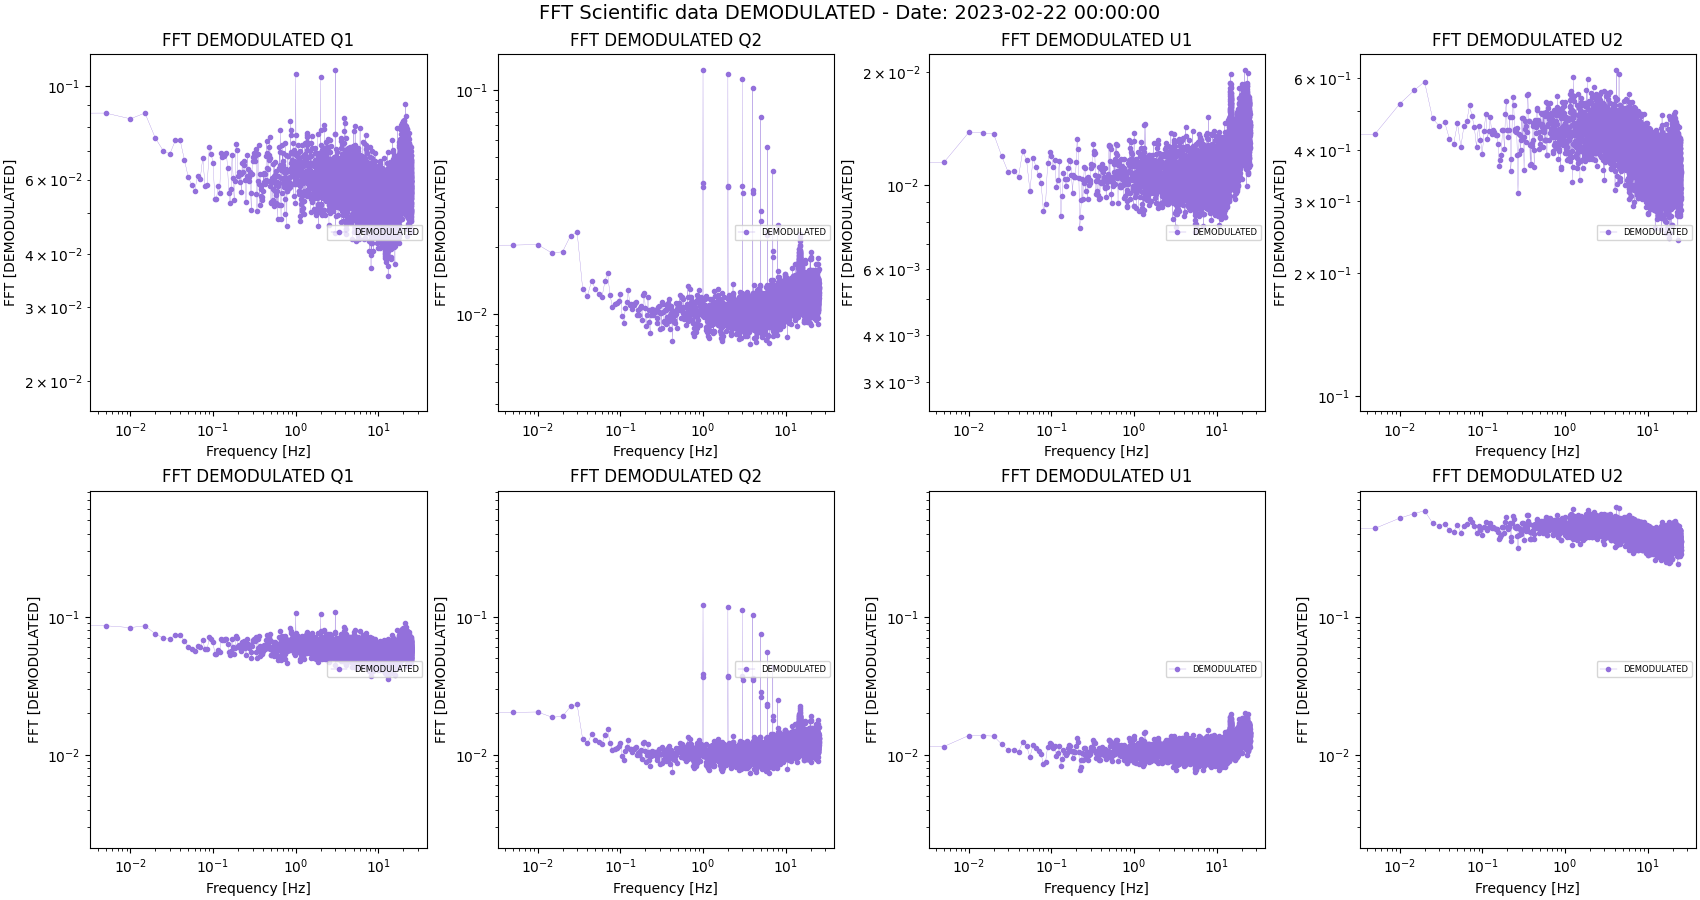 FFT Scientific data DEMODULATED - Date: 2023-02-22 00:00:00
FFT DEMODULATED Q1
FFT [DEMODULATED]
10⁻¹
6 × 10⁻²
4 × 10⁻²
3 × 10⁻²
2 × 10⁻²
DEMODULATED
10⁻² 10⁻¹ 10⁰ 10¹
Frequency [Hz]
FFT DEMODULATED Q2
FFT [DEMODULATED]
10⁻¹
10⁻²
DEMODULATED
10⁻² 10⁻¹ 10⁰ 10¹
Frequency [Hz]
FFT DEMODULATED U1
FFT [DEMODULATED]
2 × 10⁻²
10⁻²
6 × 10⁻³
4 × 10⁻³
3 × 10⁻³
DEMODULATED
10⁻² 10⁻¹ 10⁰ 10¹
Frequency [Hz]
FFT DEMODULATED U2
FFT [DEMODULATED]
6 × 10⁻¹
4 × 10⁻¹
3 × 10⁻¹
2 × 10⁻¹
10⁻¹
DEMODULATED
10⁻² 10⁻¹ 10⁰ 10¹
Frequency [Hz]
FFT DEMODULATED Q1
FFT [DEMODULATED]
10⁻¹
10⁻²
DEMODULATED
10⁻² 10⁻¹ 10⁰ 10¹
Frequency [Hz]
FFT DEMODULATED Q2
FFT [DEMODULATED]
10⁻¹
10⁻²
DEMODULATED
10⁻² 10⁻¹ 10⁰ 10¹
Frequency [Hz]
FFT DEMODULATED U1
FFT [DEMODULATED]
10⁻¹
10⁻²
DEMODULATED
10⁻² 10⁻¹ 10⁰ 10¹
Frequency [Hz]
FFT DEMODULATED U2
FFT [DEMODULATED]
10⁻¹
10⁻²
DEMODULATED
10⁻² 10⁻¹ 10⁰ 10¹
Frequency [Hz]